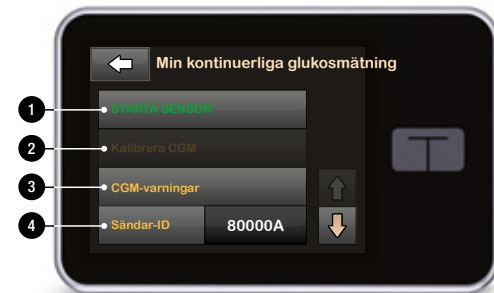 Min kontinuerliga glukosmätning
1 STARTA SENSOR
2 Kalibrera CGM
3 CGM-varningar
4 Sändar-ID 80000A